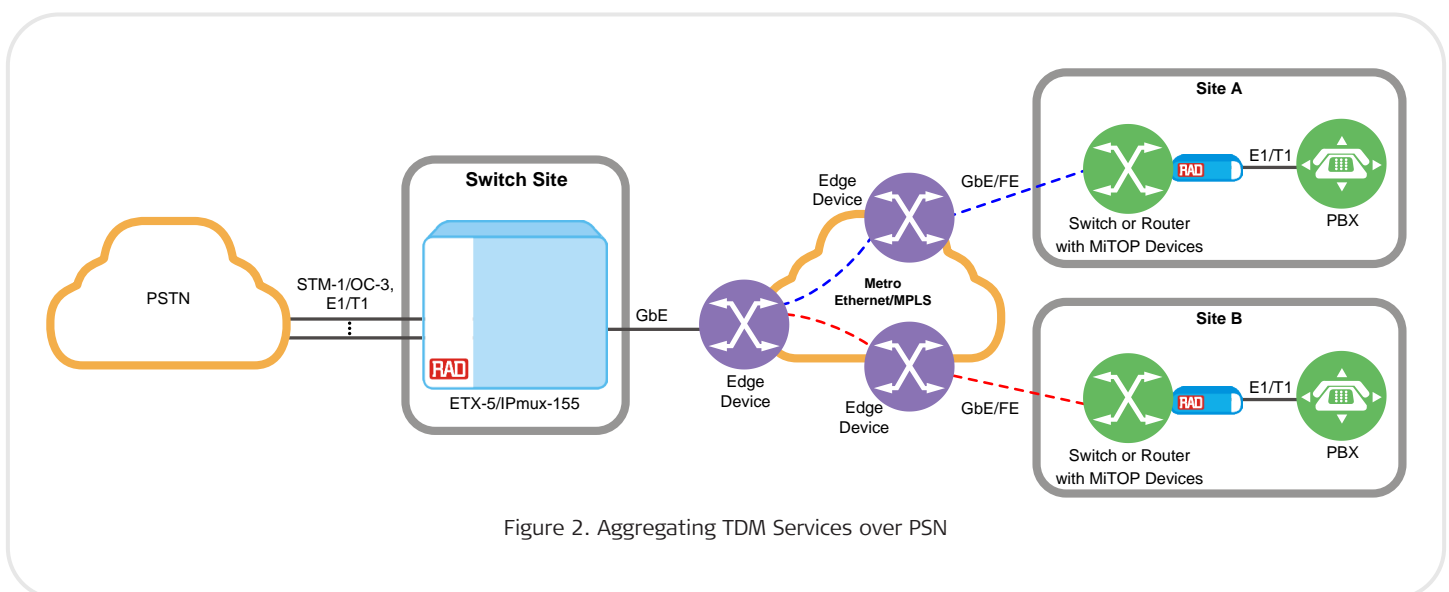 PSTN
STM-1/OC-3,
E1/T1
Switch Site
RAD
ETX-5/IPmux-155
GbE
Edge
Device
Edge
Device
Metro
Ethernet/MPLS
Edge
Device
GbE/FE
GbE/FE
Site A
RAD
E1/T1
Switch or Router
with MiTOP Devices
PBX
Site B
RAD
E1/T1
Switch or Router
with MiTOP Devices
PBX
Figure 2. Aggregating TDM Services over PSN